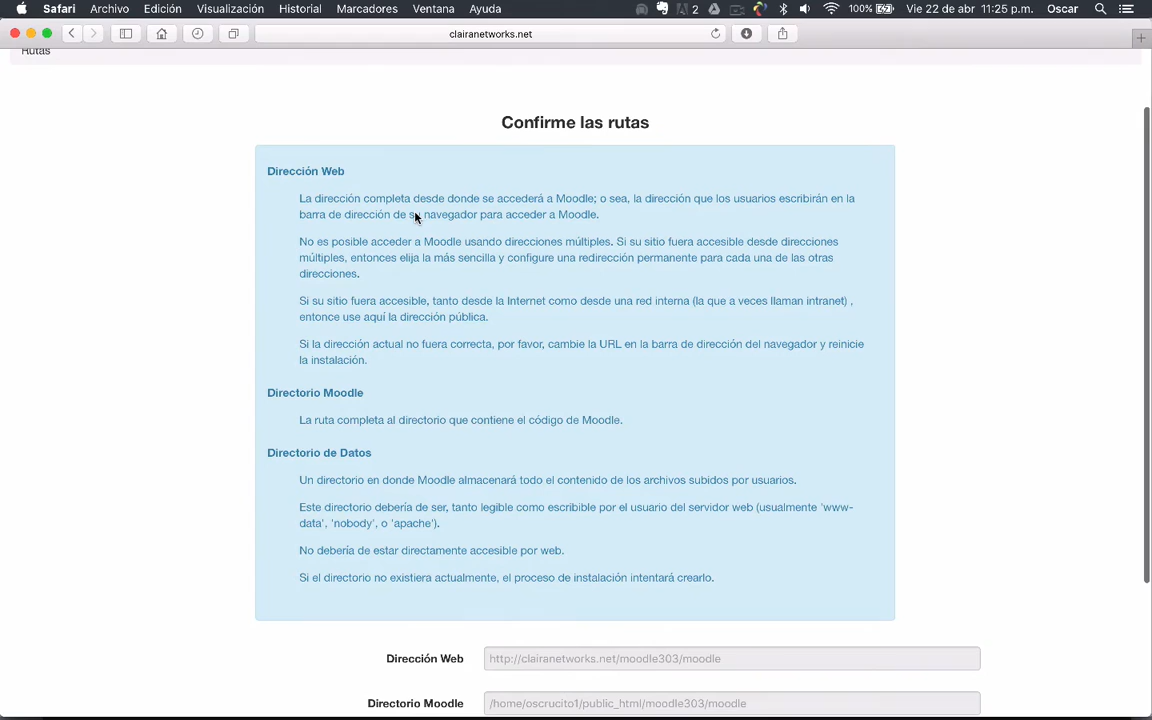 Safari Archivo Edición Visualización Historial Marcadores Ventana Ayuda 2 100% Vie 22 de abr 11:25 p.m. Oscar
clairanetworks.net
Rutas
Confirme las rutas
Dirección Web
La dirección completa desde donde se accederá a Moodle; o sea, la dirección que los usuarios escribirán en la
barra de dirección de su navegador para acceder a Moodle.
No es posible acceder a Moodle usando direcciones múltiples. Si su sitio fuera accesible desde direcciones
múltiples, entonces elija la más sencilla y configure una redirección permanente para cada una de las otras
direcciones.
Si su sitio fuera accesible, tanto desde la Internet como desde una red interna (la que a veces llaman intranet) ,
entonce use aquí la dirección pública.
Si la dirección actual no fuera correcta, por favor, cambie la URL en la barra de dirección del navegador y reinicie
la instalación.
Directorio Moodle
La ruta completa al directorio que contiene el código de Moodle.
Directorio de Datos
Un directorio en donde Moodle almacenará todo el contenido de los archivos subidos por usuarios.
Este directorio debería de ser, tanto legible como escribible por el usuario del servidor web (usualmente 'www-
data', 'nobody', o 'apache').
No debería de estar directamente accesible por web.
Si el directorio no existiera actualmente, el proceso de instalación intentará crearlo.
Dirección Web http://clairanetworks.net/moodle303/moodle
Directorio Moodle /home/oscrucito1/public_html/moodle303/moodle